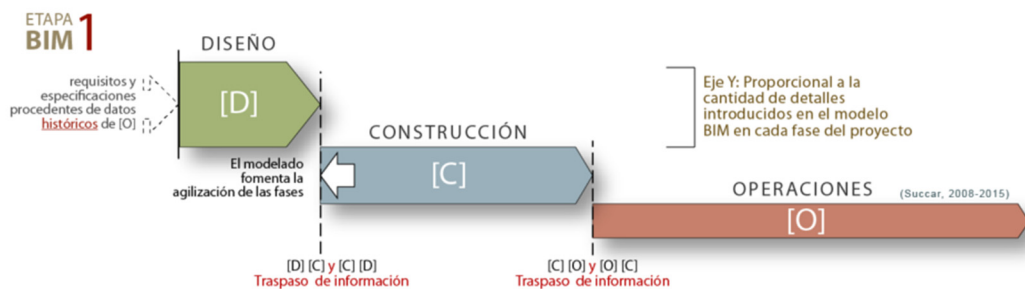 ETAPA
BIM 1
DISEÑO
requisitos y
especificaciones
procedentes de datos
históricos de [O]
[D]
Eje Y: Proporcional a la
cantidad de detalles
introducidos en el modelo
BIM en cada fase del proyecto
CONSTRUCCIÓN
El modelado
fomenta la
agilización de las fases
[C]
OPERACIONES
(Succar, 2008-2015)
[O]
[D] [C] y [C] [D]
Traspaso de información
[C] [O] y [O] [C]
Traspaso de información